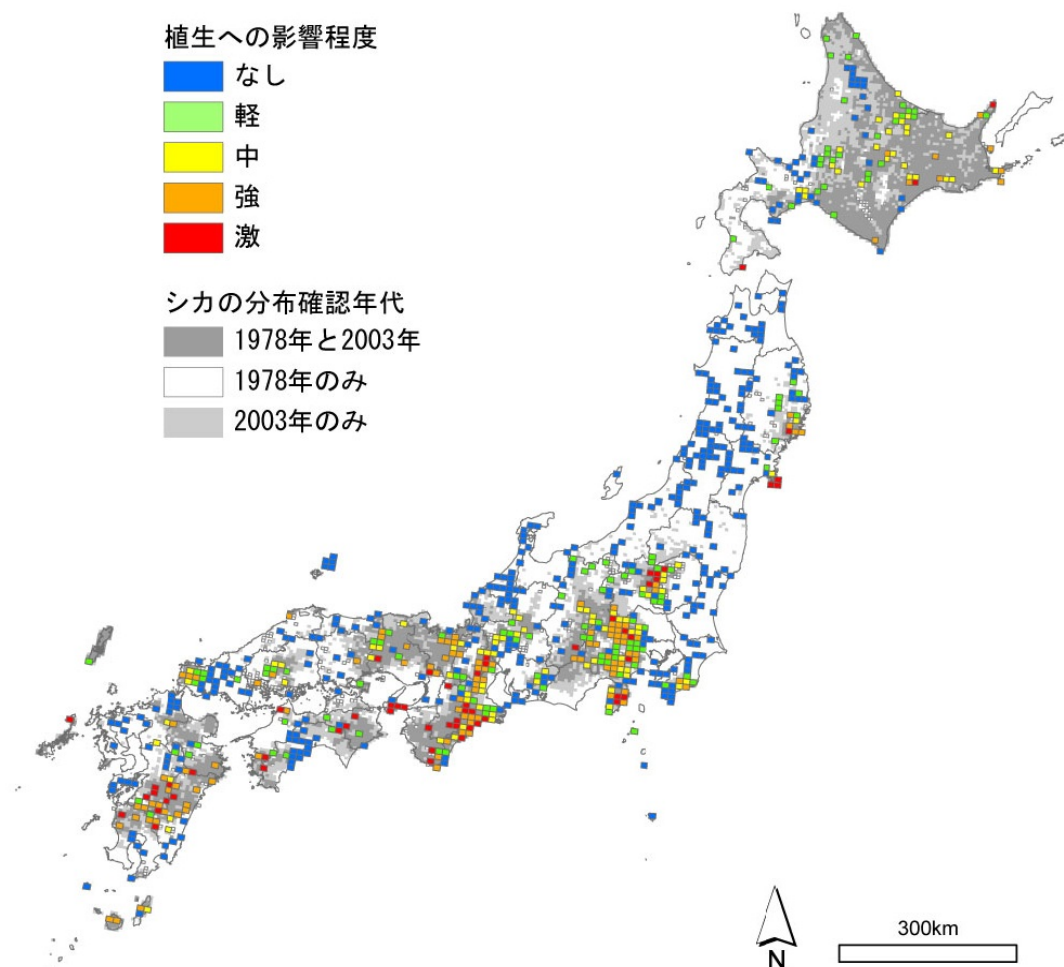 植生への影響程度
なし
軽
中
強
激
シカの分布確認年代
1978年と2003年
1978年のみ
2003年のみ
N
300km